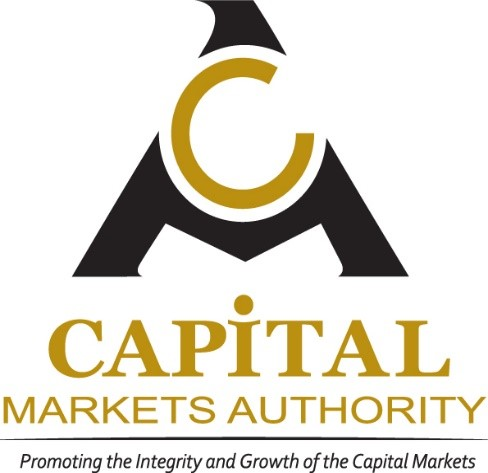 CAPiTAL
MARKETS AUTHORITY
Promoting the Integrity and Growth of the Capital Markets